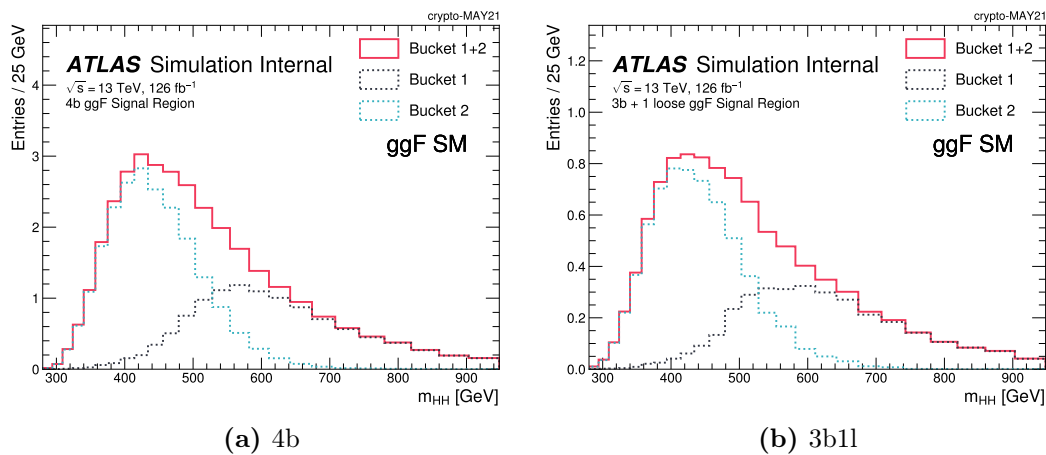 crypto-MAY21
Entries / 25 GeV
ATLAS Simulation Internal
√s = 13 TeV, 126 fb⁻¹
4b ggF Signal Region
Bucket 1+2
Bucket 1
Bucket 2
ggF SM
4
3
2
1
0
300 400 500 600 700 800 900
m_HH [GeV]
(a) 4b
crypto-MAY21
Entries / 25 GeV
ATLAS Simulation Internal
√s = 13 TeV, 126 fb⁻¹
3b + 1 loose ggF Signal Region
Bucket 1+2
Bucket 1
Bucket 2
ggF SM
1.2
1.0
0.8
0.6
0.4
0.2
0.0
300 400 500 600 700 800 900
m_HH [GeV]
(b) 3b1l